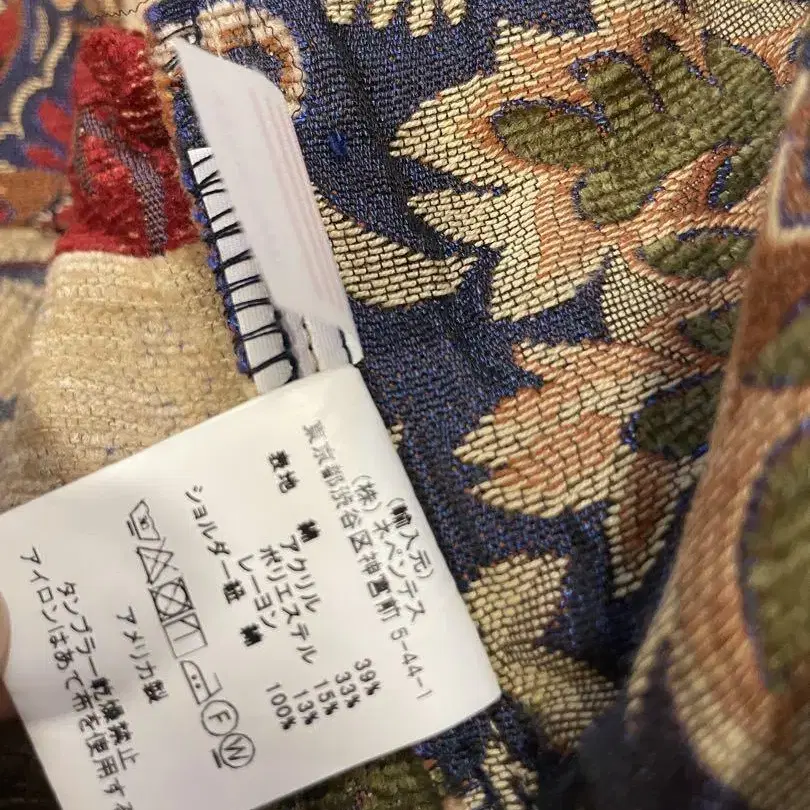 (輸入元)
(株)ネペンテス
東京都渋谷区神宮前 5-44-1
表地 綿 39%
アクリル 33%
ポリエステル 15%
レーヨン 13%
ショルダー紐 綿 100%
F W
アメリカ製
タンブラー乾燥禁止
アイロンはあて布を使用する